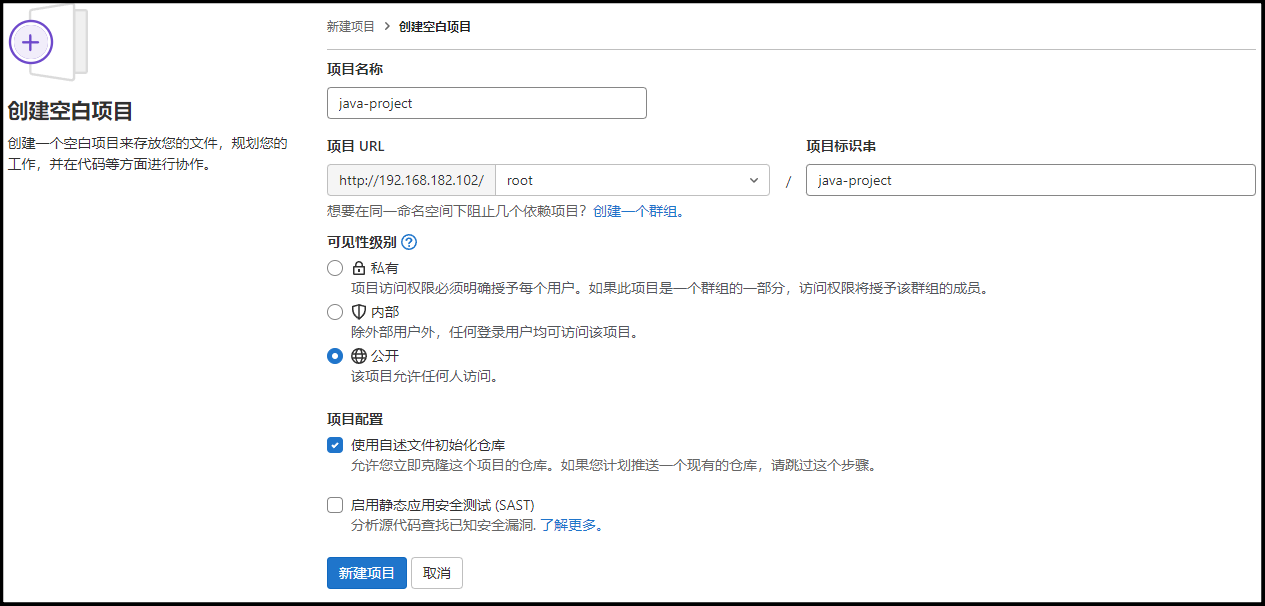 创建空白项目
创建一个空白项目来存放您的文件，规划您的
工作，并在代码等方面进行协作。
新建项目 > 创建空白项目
项目名称
java-project
项目 URL
项目标识串
http://192.168.182.102/ root / java-project
想要在同一命名空间下阻止几个依赖项目？创建一个群组。
可见性级别 ?
私有
项目访问权限必须明确授予每个用户。如果此项目是一个群组的一部分，访问权限将授予该群组的成员。
内部
除外部用户外，任何登录用户均可访问该项目。
公开
该项目允许任何人访问。
项目配置
使用自述文件初始化仓库
允许您立即克隆这个项目的仓库。如果您计划推送一个现有的仓库，请跳过这个步骤。
启用静态应用安全测试 (SAST)
分析源代码查找已知安全漏洞. 了解更多。
新建项目 取消